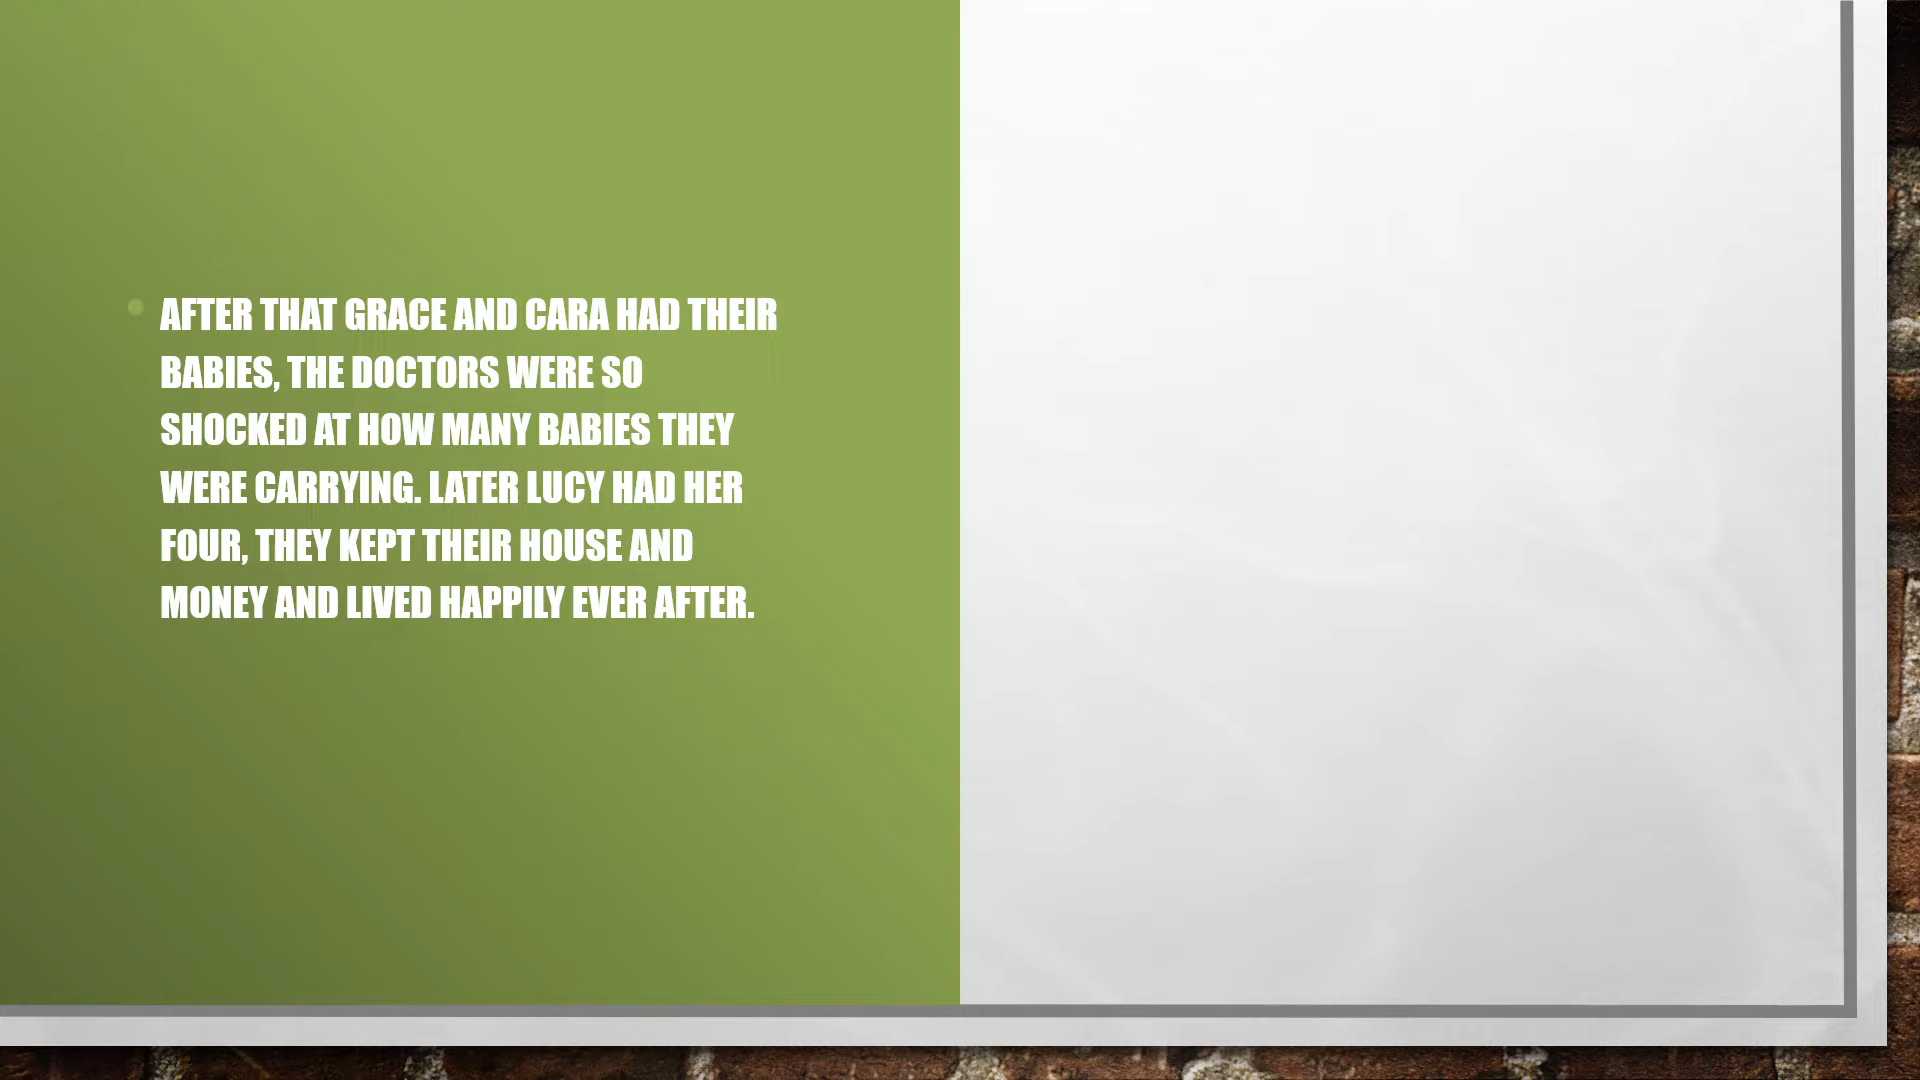 AFTER THAT GRACE AND CARA HAD THEIR
BABIES, THE DOCTORS WERE SO
SHOCKED AT HOW MANY BABIES THEY
WERE CARRYING. LATER LUCY HAD HER
FOUR, THEY KEPT THEIR HOUSE AND
MONEY AND LIVED HAPPILY EVER AFTER.